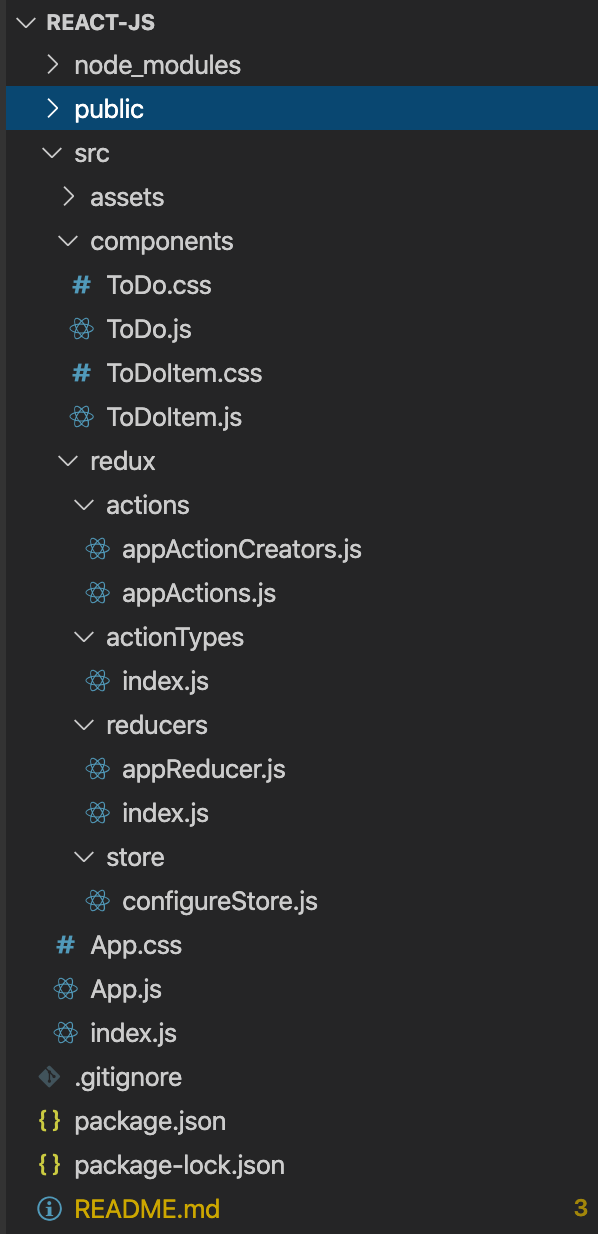 REACT-JS
node_modules
public
src
assets
components
# ToDo.css
ToDo.js
# ToDoItem.css
ToDoItem.js
redux
actions
appActionCreators.js
appActions.js
actionTypes
index.js
reducers
appReducer.js
index.js
store
configureStore.js
# App.css
App.js
index.js
.gitignore
{} package.json
{} package-lock.json
README.md 3